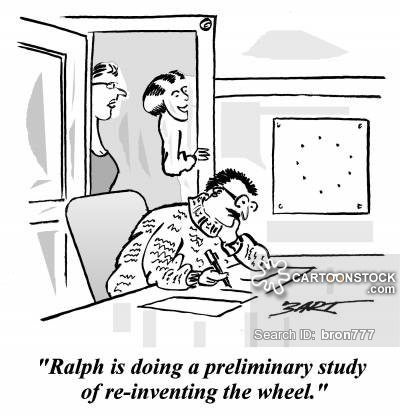 CARTOONSTOCK
.com
BART
Search ID: bron777
"Ralph is doing a preliminary study
of re-inventing the wheel."